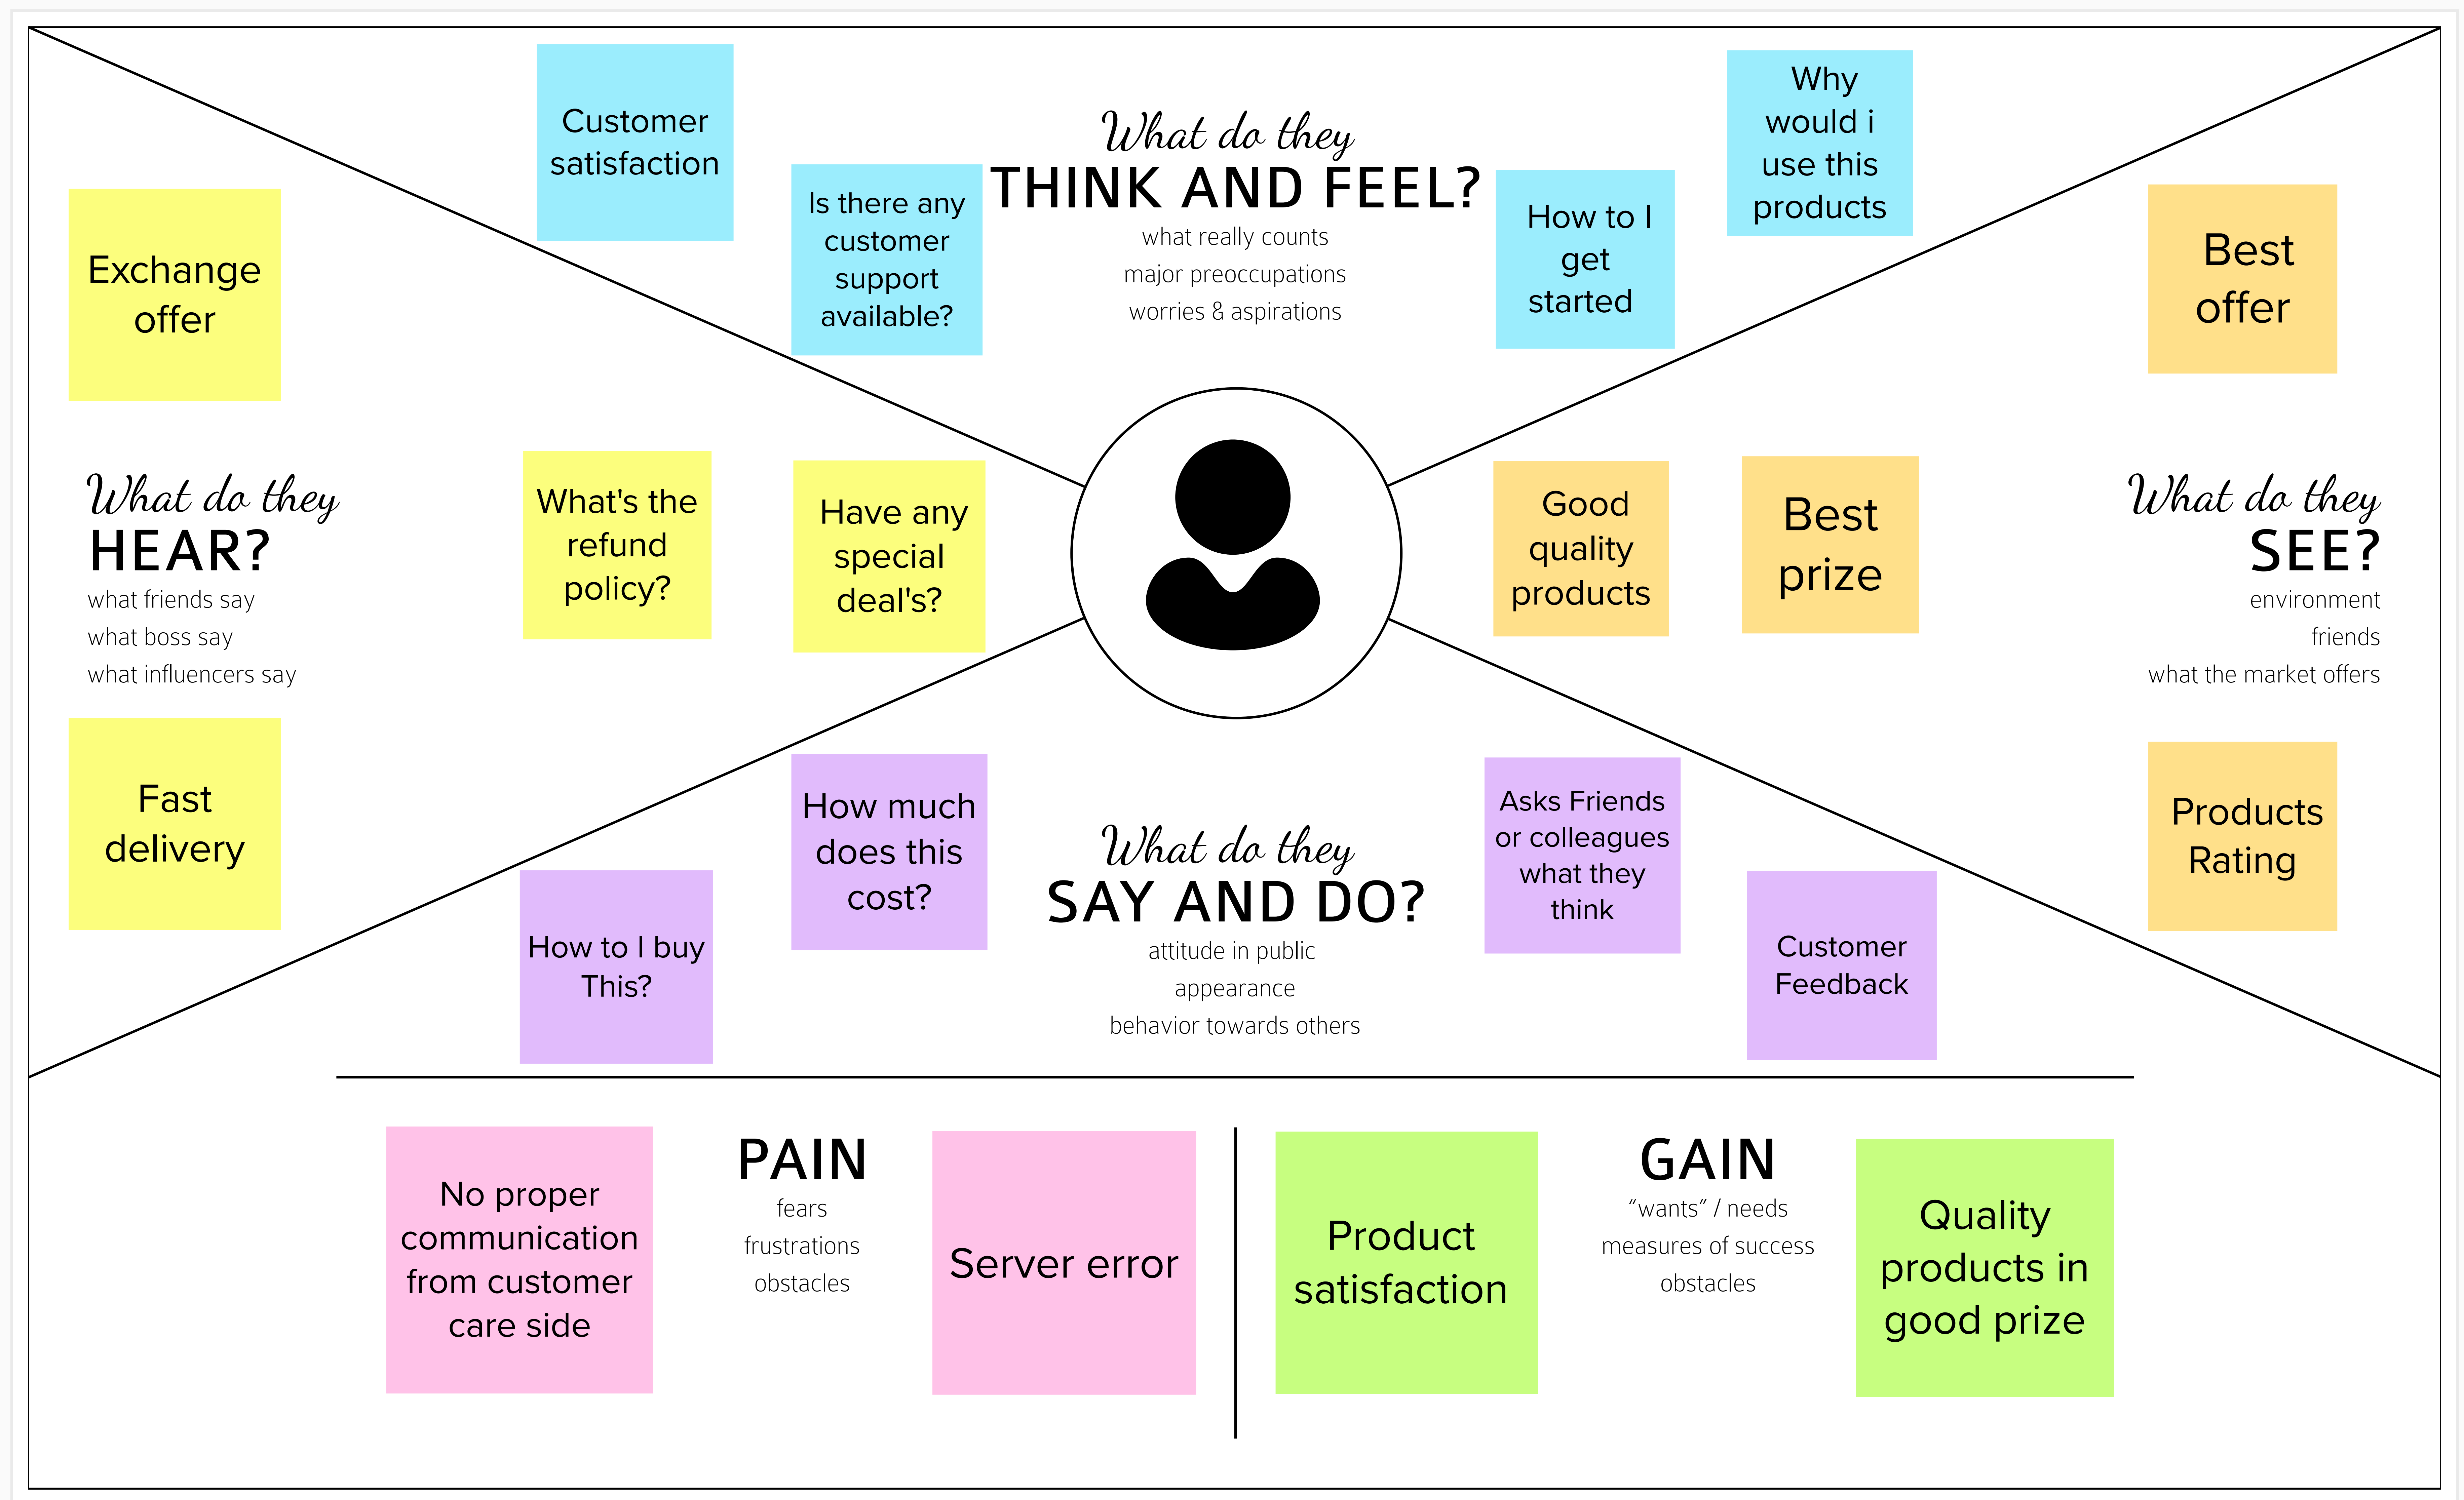 Customer
satisfaction
Is there any
customer
support
available?
What do they
THINK AND FEEL?
what really counts
major preoccupations
worries & aspirations
How to I
get
started
Why
would i
use this
products
Exchange
offer
What do they
HEAR?
what friends say
what boss say
what influencers say
What's the
refund
policy?
Have any
special
deal's?
Fast
delivery
Best
offer
Good
quality
products
Best
prize
What do they
SEE?
environment
friends
what the market offers
Products
Rating
How to I buy
This?
How much
does this
cost?
What do they
SAY AND DO?
attitude in public
appearance
behavior towards others
Asks Friends
or colleagues
what they
think
Customer
Feedback
No proper
communication
from customer
care side
PAIN
fears
frustrations
obstacles
Server error
Product
satisfaction
GAIN
“wants” / needs
measures of success
obstacles
Quality
products in
good prize